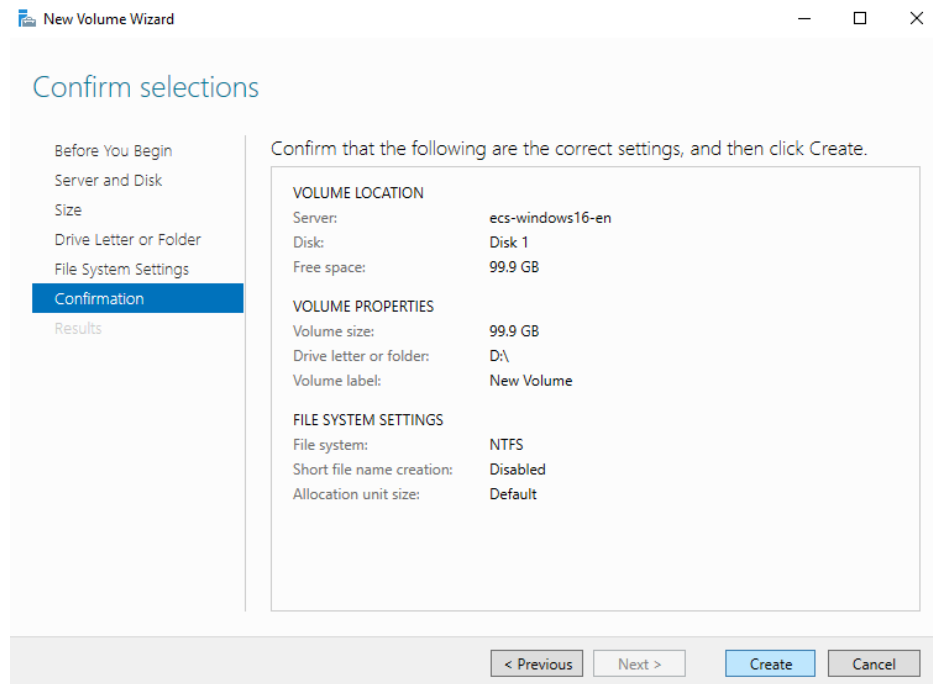 New Volume Wizard
Confirm selections
Before You Begin
Server and Disk
Size
Drive Letter or Folder
File System Settings
Confirmation
Results
Confirm that the following are the correct settings, and then click Create.
VOLUME LOCATION
Server: ecs-windows16-en
Disk: Disk 1
Free space: 99.9 GB
VOLUME PROPERTIES
Volume size: 99.9 GB
Drive letter or folder: D:\
Volume label: New Volume
FILE SYSTEM SETTINGS
File system: NTFS
Short file name creation: Disabled
Allocation unit size: Default
< Previous Next > Create Cancel